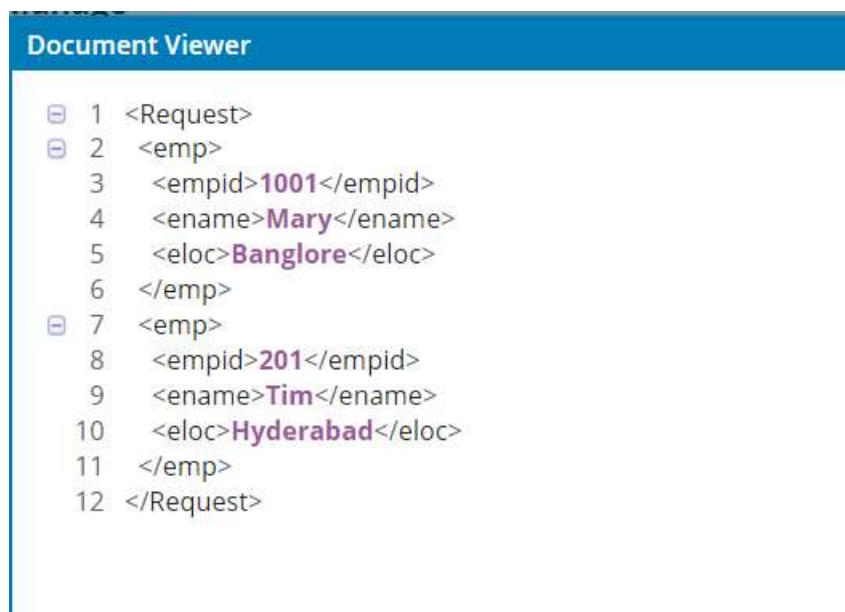 Document Viewer
1 <Request>
2 <emp>
3 <empid>1001</empid>
4 <ename>Mary</ename>
5 <eloc>Banglore</eloc>
6 </emp>
7 <emp>
8 <empid>201</empid>
9 <ename>Tim</ename>
10 <eloc>Hyderabad</eloc>
11 </emp>
12 </Request>